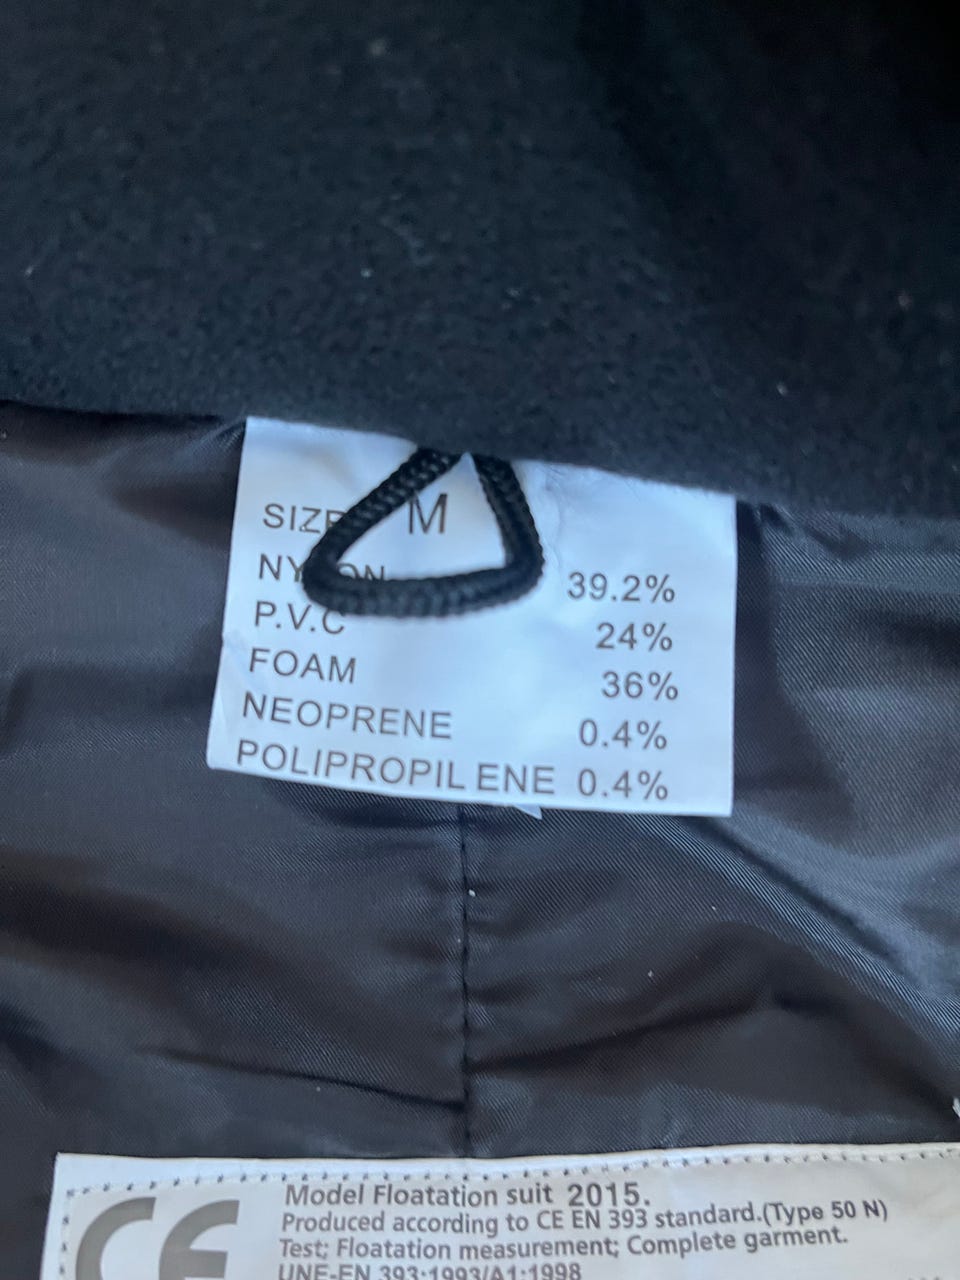 SIZE M
NYLON 39.2%
P.V.C 24%
FOAM 36%
NEOPRENE 0.4%
POLIPROPILENE 0.4%
CE
Model Floatation suit 2015.
Produced according to CE EN 393 standard.(Type 50 N)
Test; Floatation measurement; Complete garment.
UNE-EN 393:1993/A1:1998